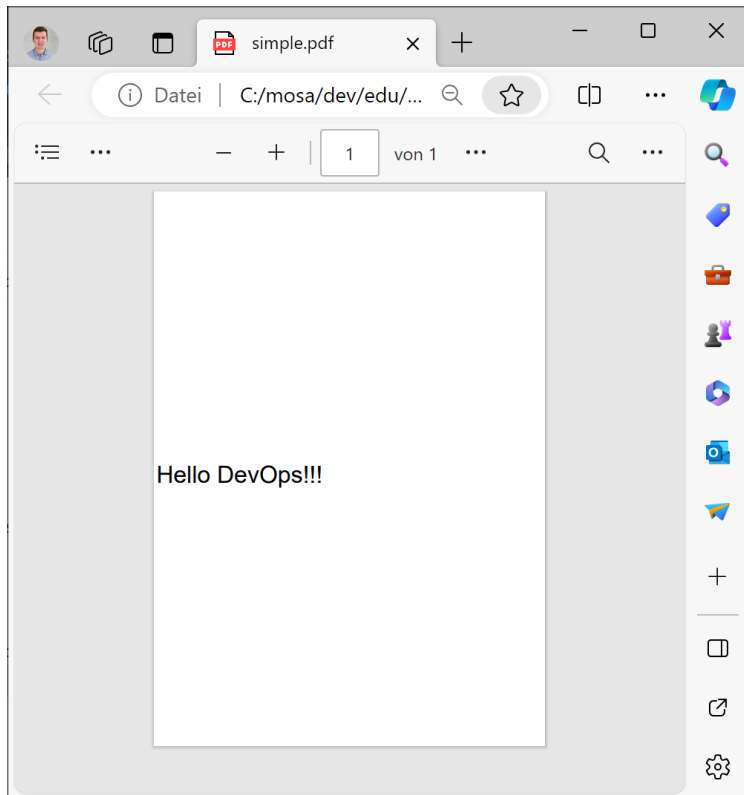 simple.pdf
Datei
C:/mosa/dev/edu/...
1 von 1
Hello DevOps!!!